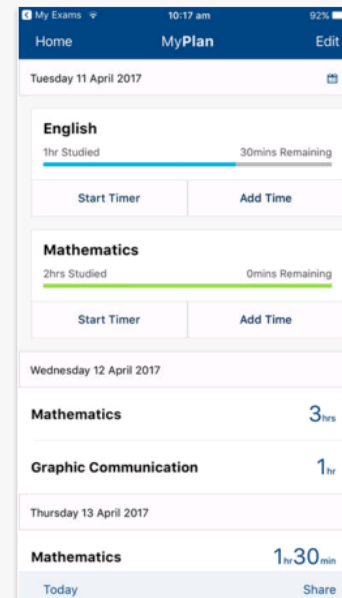 My Exams 10:17 am 92%
Home MyPlan Edit
Tuesday 11 April 2017
English
1hr Studied 30mins Remaining
Start Timer Add Time
Mathematics
2hrs Studied 0mins Remaining
Start Timer Add Time
Wednesday 12 April 2017
Mathematics 3hrs
Graphic Communication 1hr
Thursday 13 April 2017
Mathematics 1hr30min
Today Share